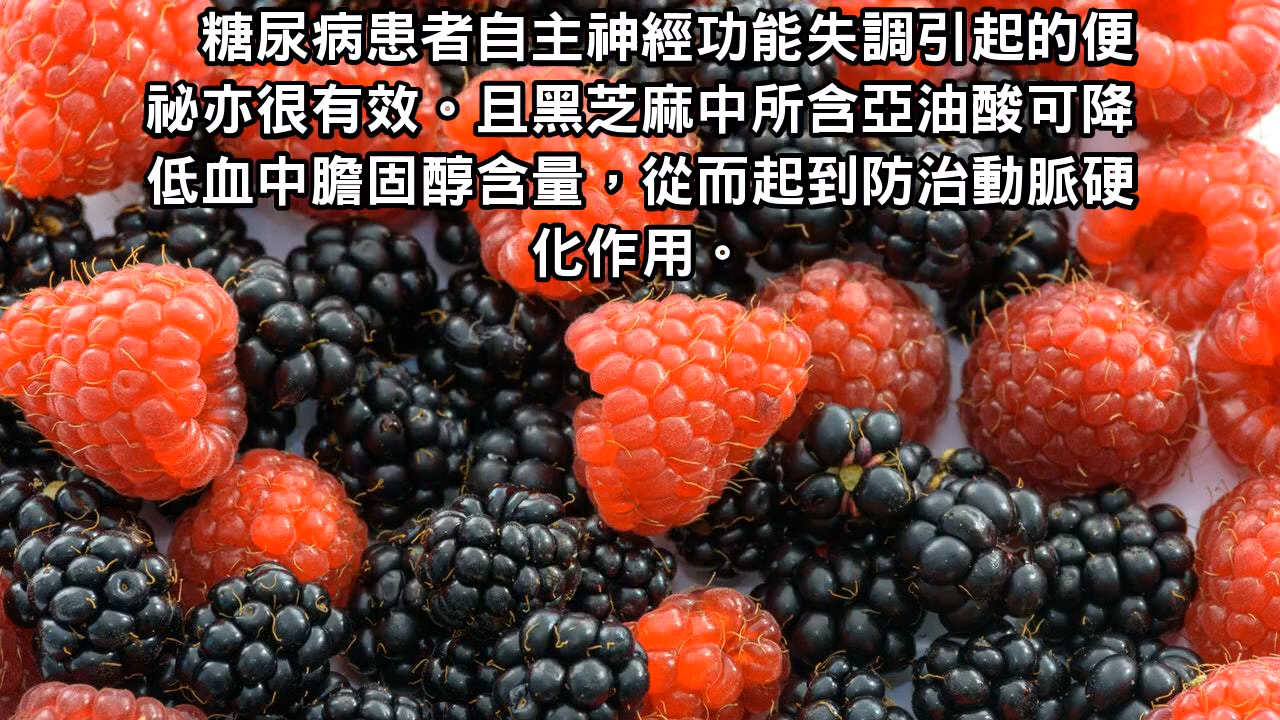 糖尿病患者自主神經功能失調引起的便
祕亦很有效。且黑芝麻中所含亞油酸可降
低血中膽固醇含量，從而起到防治動脈硬
化作用。